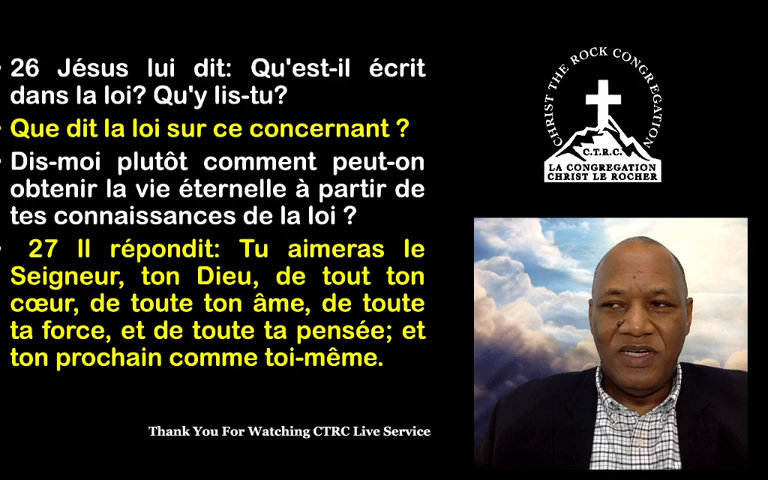 26 Jésus lui dit: Qu'est-il écrit
dans la loi? Qu'y lis-tu?
Que dit la loi sur ce concernant ?
Dis-moi plutôt comment peut-on
obtenir la vie éternelle à partir de
tes connaissances de la loi ?
27 Il répondit: Tu aimeras le
Seigneur, ton Dieu, de tout ton
cœur, de toute ton âme, de toute
ta force, et de toute ta pensée; et
ton prochain comme toi-même.
CHRIST THE ROCK CONGREGATION
C.T.R.C.
LA CONGREGATION
CHRIST LE ROCHER
Thank You For Watching CTRC Live Service